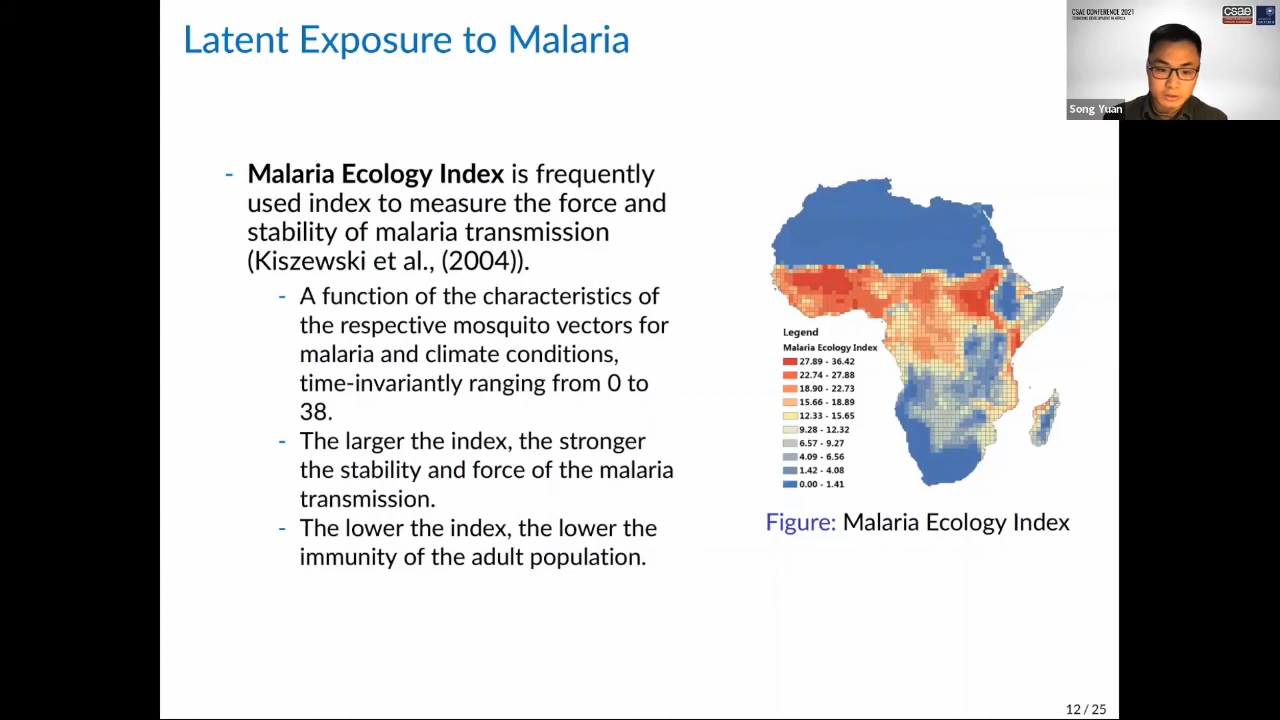 Latent Exposure to Malaria
CSAE CONFERENCE 2021
csae
Song Yuan
- Malaria Ecology Index is frequently
used index to measure the force and
stability of malaria transmission
(Kiszewski et al., (2004)).
- A function of the characteristics of
the respective mosquito vectors for
malaria and climate conditions,
time-invariantly ranging from 0 to
38.
- The larger the index, the stronger
the stability and force of the malaria
transmission.
- The lower the index, the lower the
immunity of the adult population.
Legend
Malaria Ecology Index
27.89 - 36.42
22.74 - 27.88
18.90 - 22.73
15.66 - 18.89
12.33 - 15.65
9.28 - 12.32
6.57 - 9.27
4.09 - 6.56
1.42 - 4.08
0.00 - 1.41
Figure: Malaria Ecology Index
12 / 25